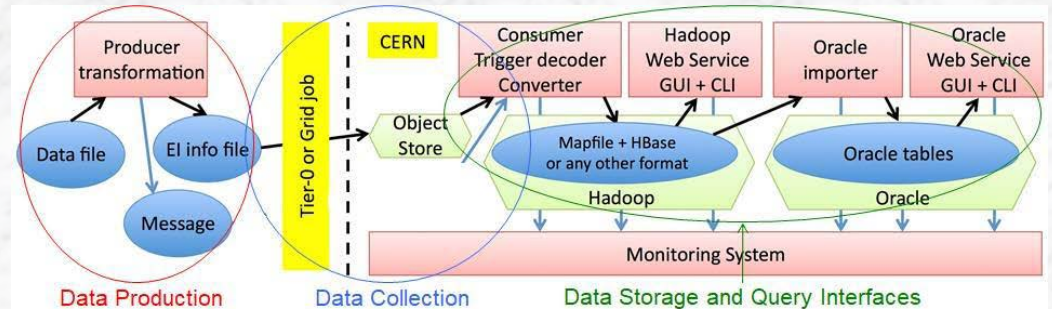 Producer
transformation
Data file
EI info file
Message
Data Production
Tier-0 or Grid job
CERN
Object
Store
Data Collection
Consumer
Trigger decoder
Converter
Hadoop
Web Service
GUI + CLI
Oracle
importer
Oracle
Web Service
GUI + CLI
Mapfile + HBase
or any other format
Hadoop
Oracle tables
Oracle
Monitoring System
Data Storage and Query Interfaces